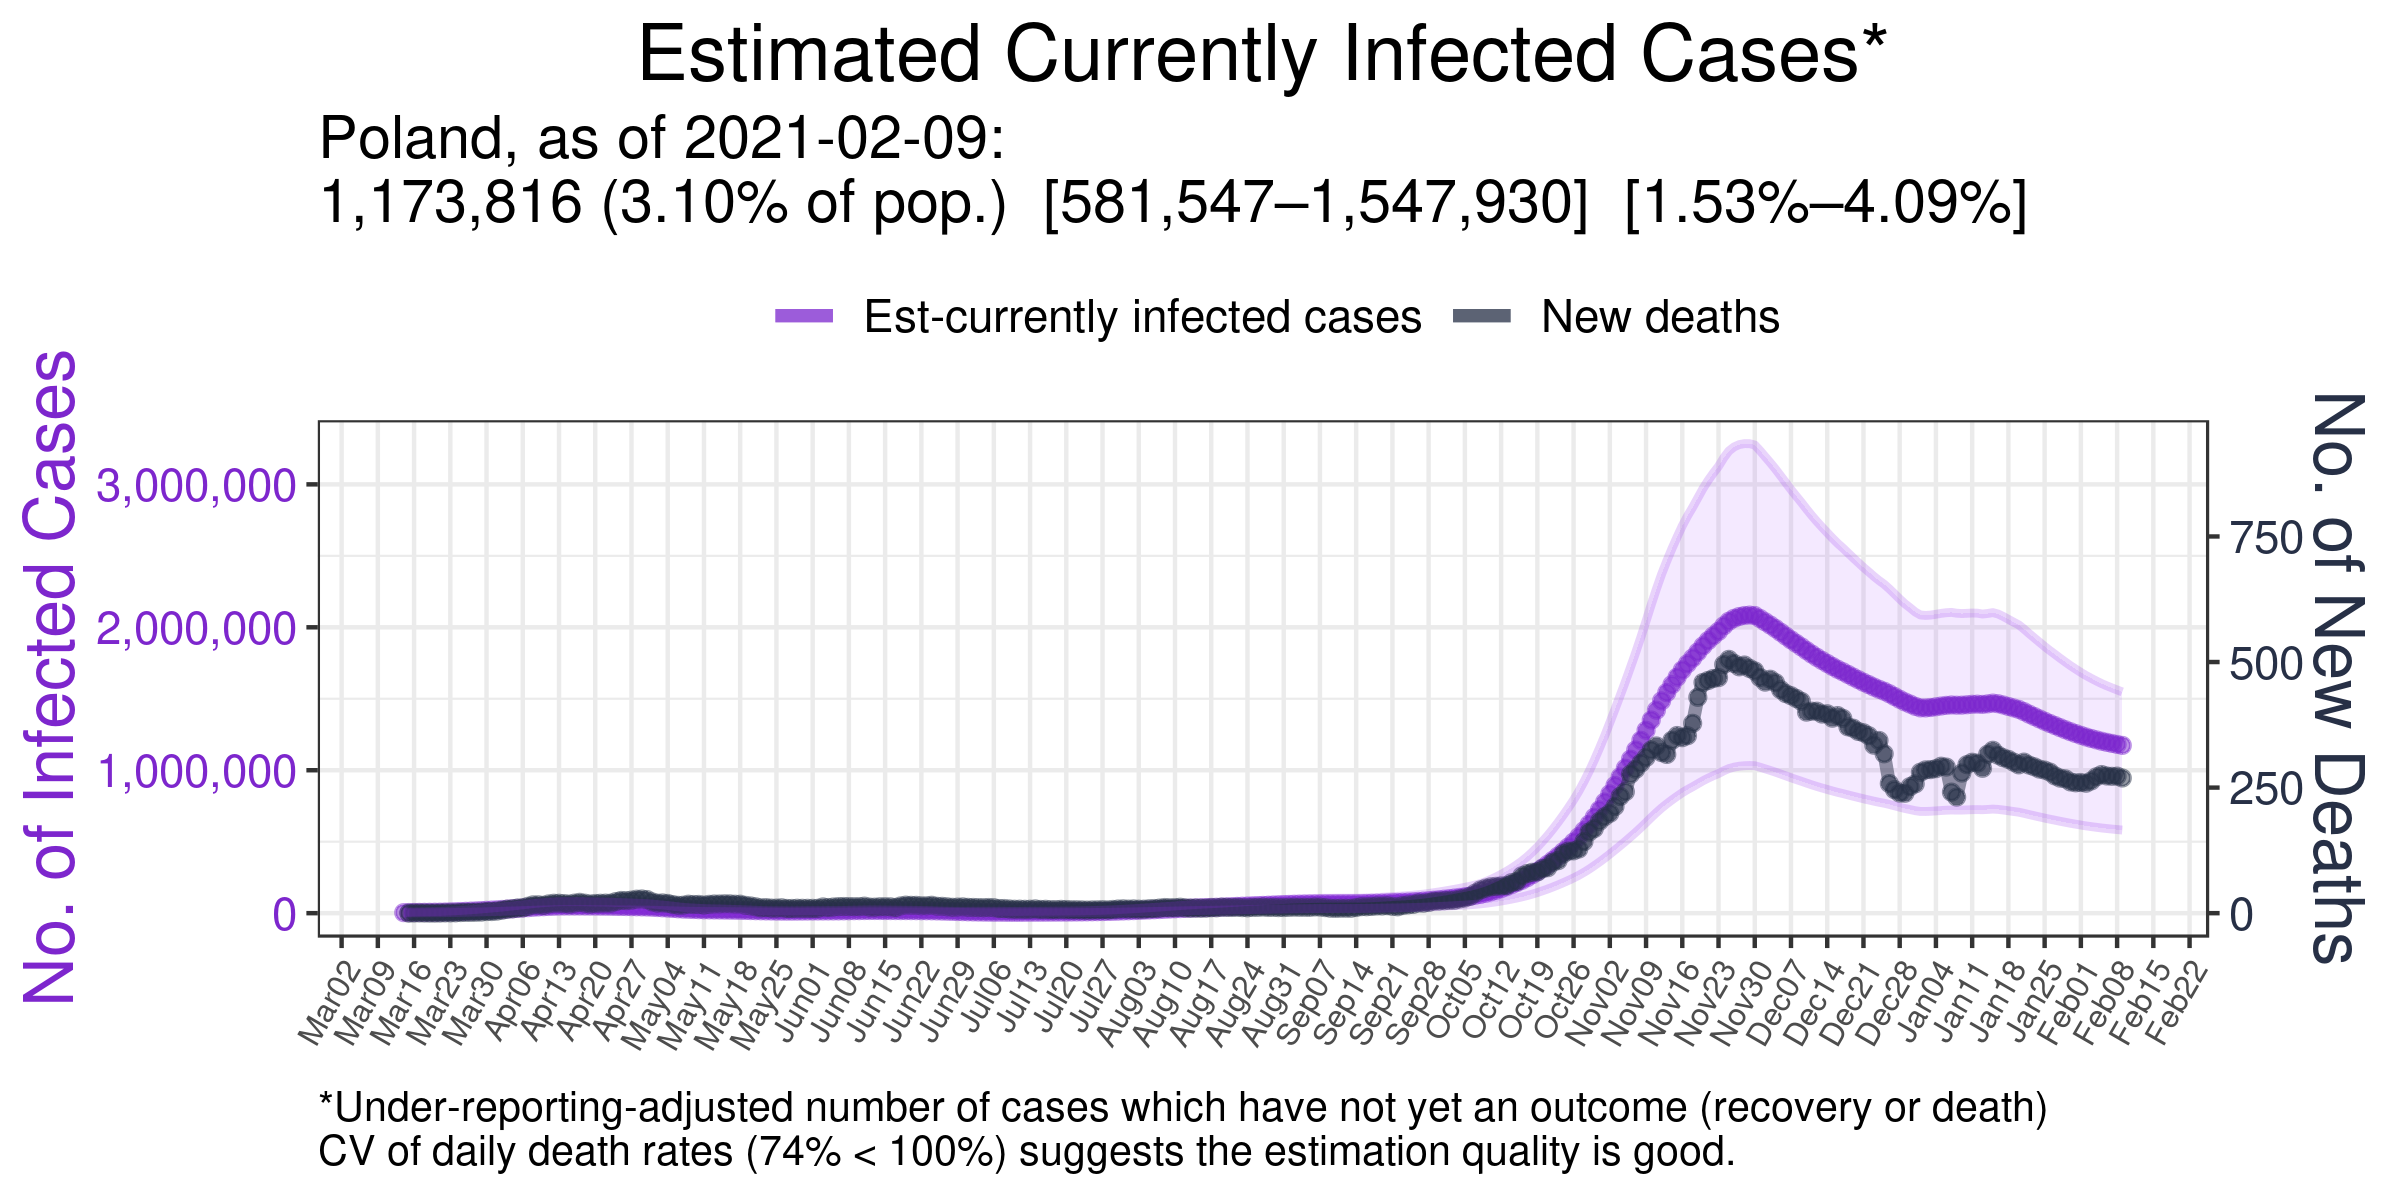 Estimated Currently Infected Cases*
Poland, as of 2021-02-09:
1,173,816 (3.10% of pop.)  [581,547–1,547,930]  [1.53%–4.09%]
Est-currently infected cases
New deaths
No. of Infected Cases
3,000,000
2,000,000
1,000,000
0
No. of New Deaths
750
500
250
0
Mar02
Mar09
Mar16
Mar23
Mar30
Apr06
Apr13
Apr20
Apr27
May04
May11
May18
May25
Jun01
Jun08
Jun15
Jun22
Jun29
Jul06
Jul13
Jul20
Jul27
Aug03
Aug10
Aug17
Aug24
Aug31
Sep07
Sep14
Sep21
Sep28
Oct05
Oct12
Oct19
Oct26
Nov02
Nov09
Nov16
Nov23
Nov30
Dec07
Dec14
Dec21
Dec28
Jan04
Jan11
Jan18
Jan25
Feb01
Feb08
Feb15
Feb22
*Under-reporting-adjusted number of cases which have not yet an outcome (recovery or death)
CV of daily death rates (74% < 100%) suggests the estimation quality is good.